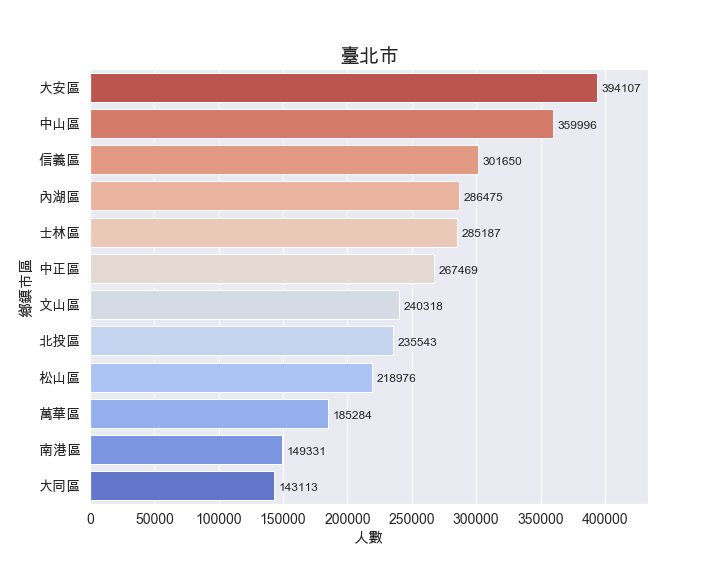 臺北市
鄉鎮市區
大安區 394107
中山區 359996
信義區 301650
內湖區 286475
士林區 285187
中正區 267469
文山區 240318
北投區 235543
松山區 218976
萬華區 185284
南港區 149331
大同區 143113
0 50000 100000 150000 200000 250000 300000 350000 400000
人數